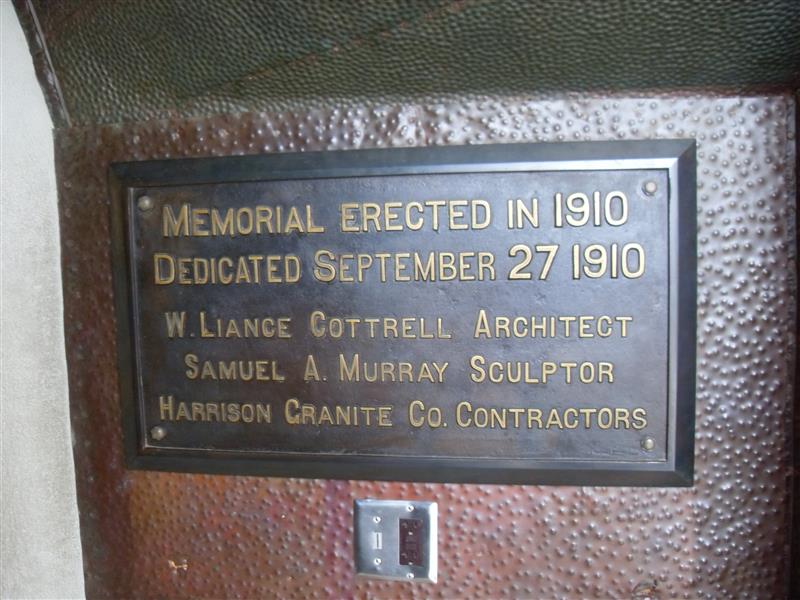 MEMORIAL ERECTED IN 1910
DEDICATED SEPTEMBER 27 1910
W. LIANCE COTTRELL ARCHITECT
SAMUEL A. MURRAY SCULPTOR
HARRISON GRANITE CO. CONTRACTORS